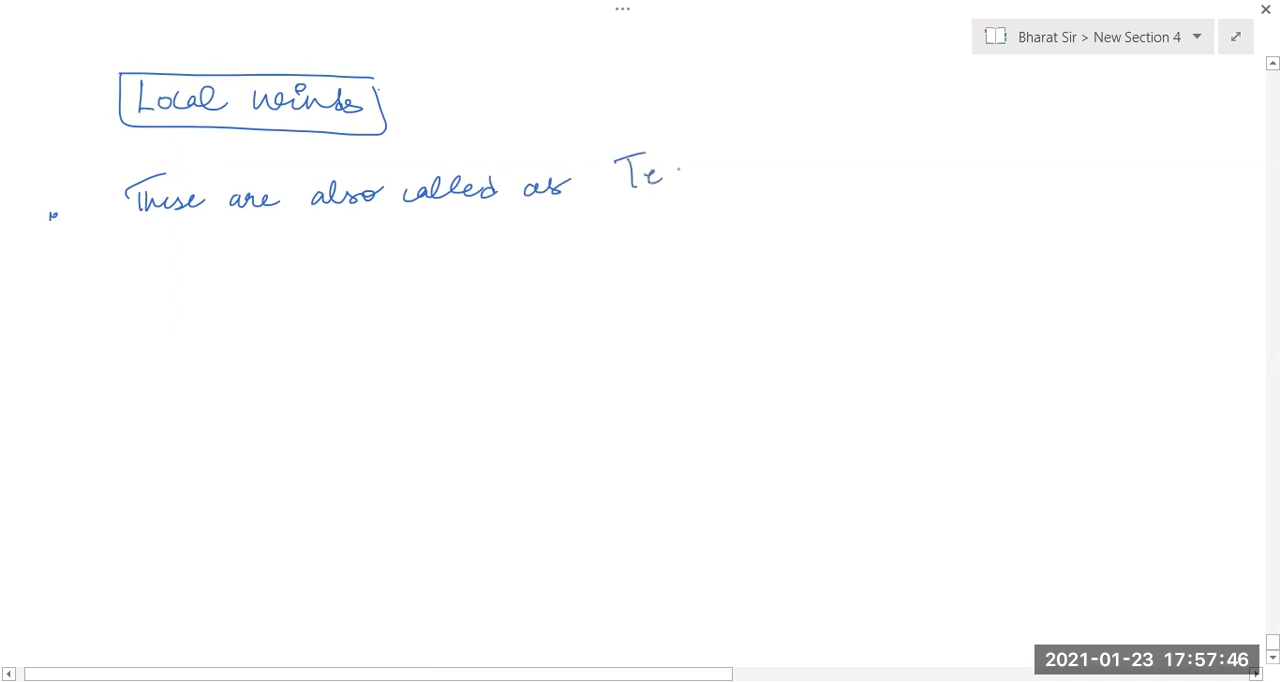 Bharat Sir > New Section 4
Local winds
These are also called as Te
2021-01-23 17:57:46